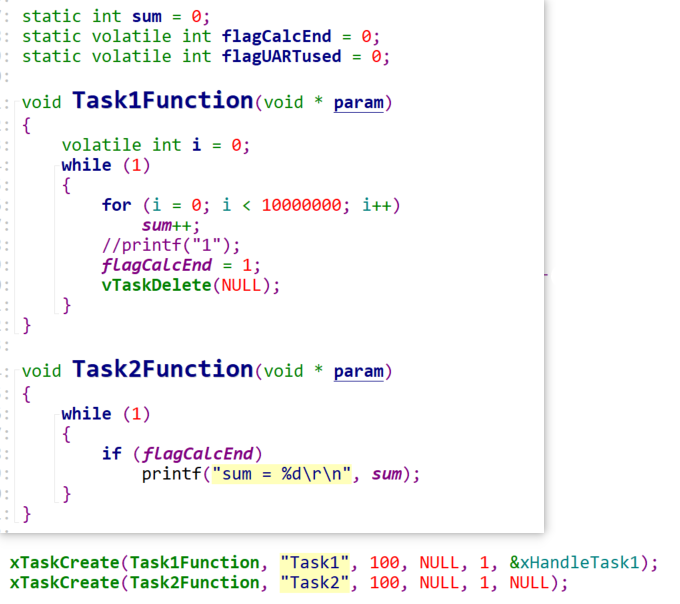 static int sum = 0;
static volatile int flagCalcEnd = 0;
static volatile int flagUARTused = 0;
void Task1Function(void * param)
{
volatile int i = 0;
while (1)
{
for (i = 0; i < 10000000; i++)
sum++;
//printf("1");
flagCalcEnd = 1;
vTaskDelete(NULL);
}
}
void Task2Function(void * param)
{
while (1)
{
if (flagCalcEnd)
printf("sum = %d\r\n", sum);
}
}
xTaskCreate(Task1Function, "Task1", 100, NULL, 1, &xHandleTask1);
xTaskCreate(Task2Function, "Task2", 100, NULL, 1, NULL);